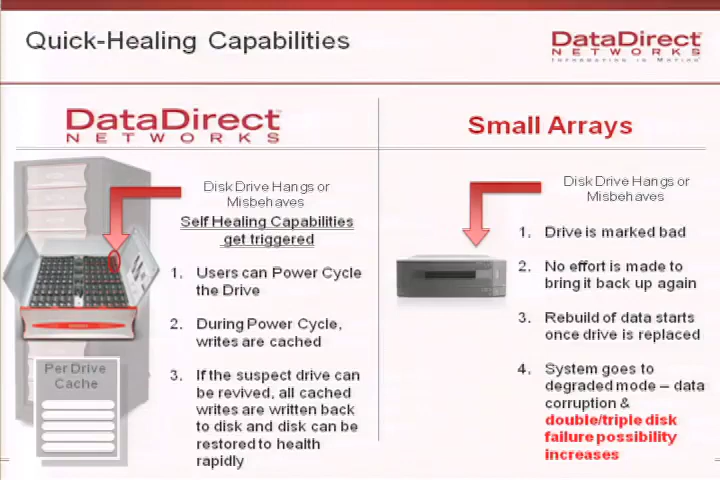 Quick-Healing Capabilities
DataDirect
NETWORKS
INFORMATION IN MOTION
DataDirect
NETWORKS
Disk Drive Hangs or
Misbehaves
Self Healing Capabilities
get triggered
1. Users can Power Cycle
the Drive
2. During Power Cycle,
writes are cached
3. If the suspect drive can
be revived, all cached
writes are written back
to disk and disk can be
restored to health
rapidly
Per Drive
Cache
Small Arrays
Disk Drive Hangs or
Misbehaves
1. Drive is marked bad
2. No effort is made to
bring it back up again
3. Rebuild of data starts
once drive is replaced
4. System goes to
degraded mode – data
corruption &
double/triple disk
failure possibility
increases